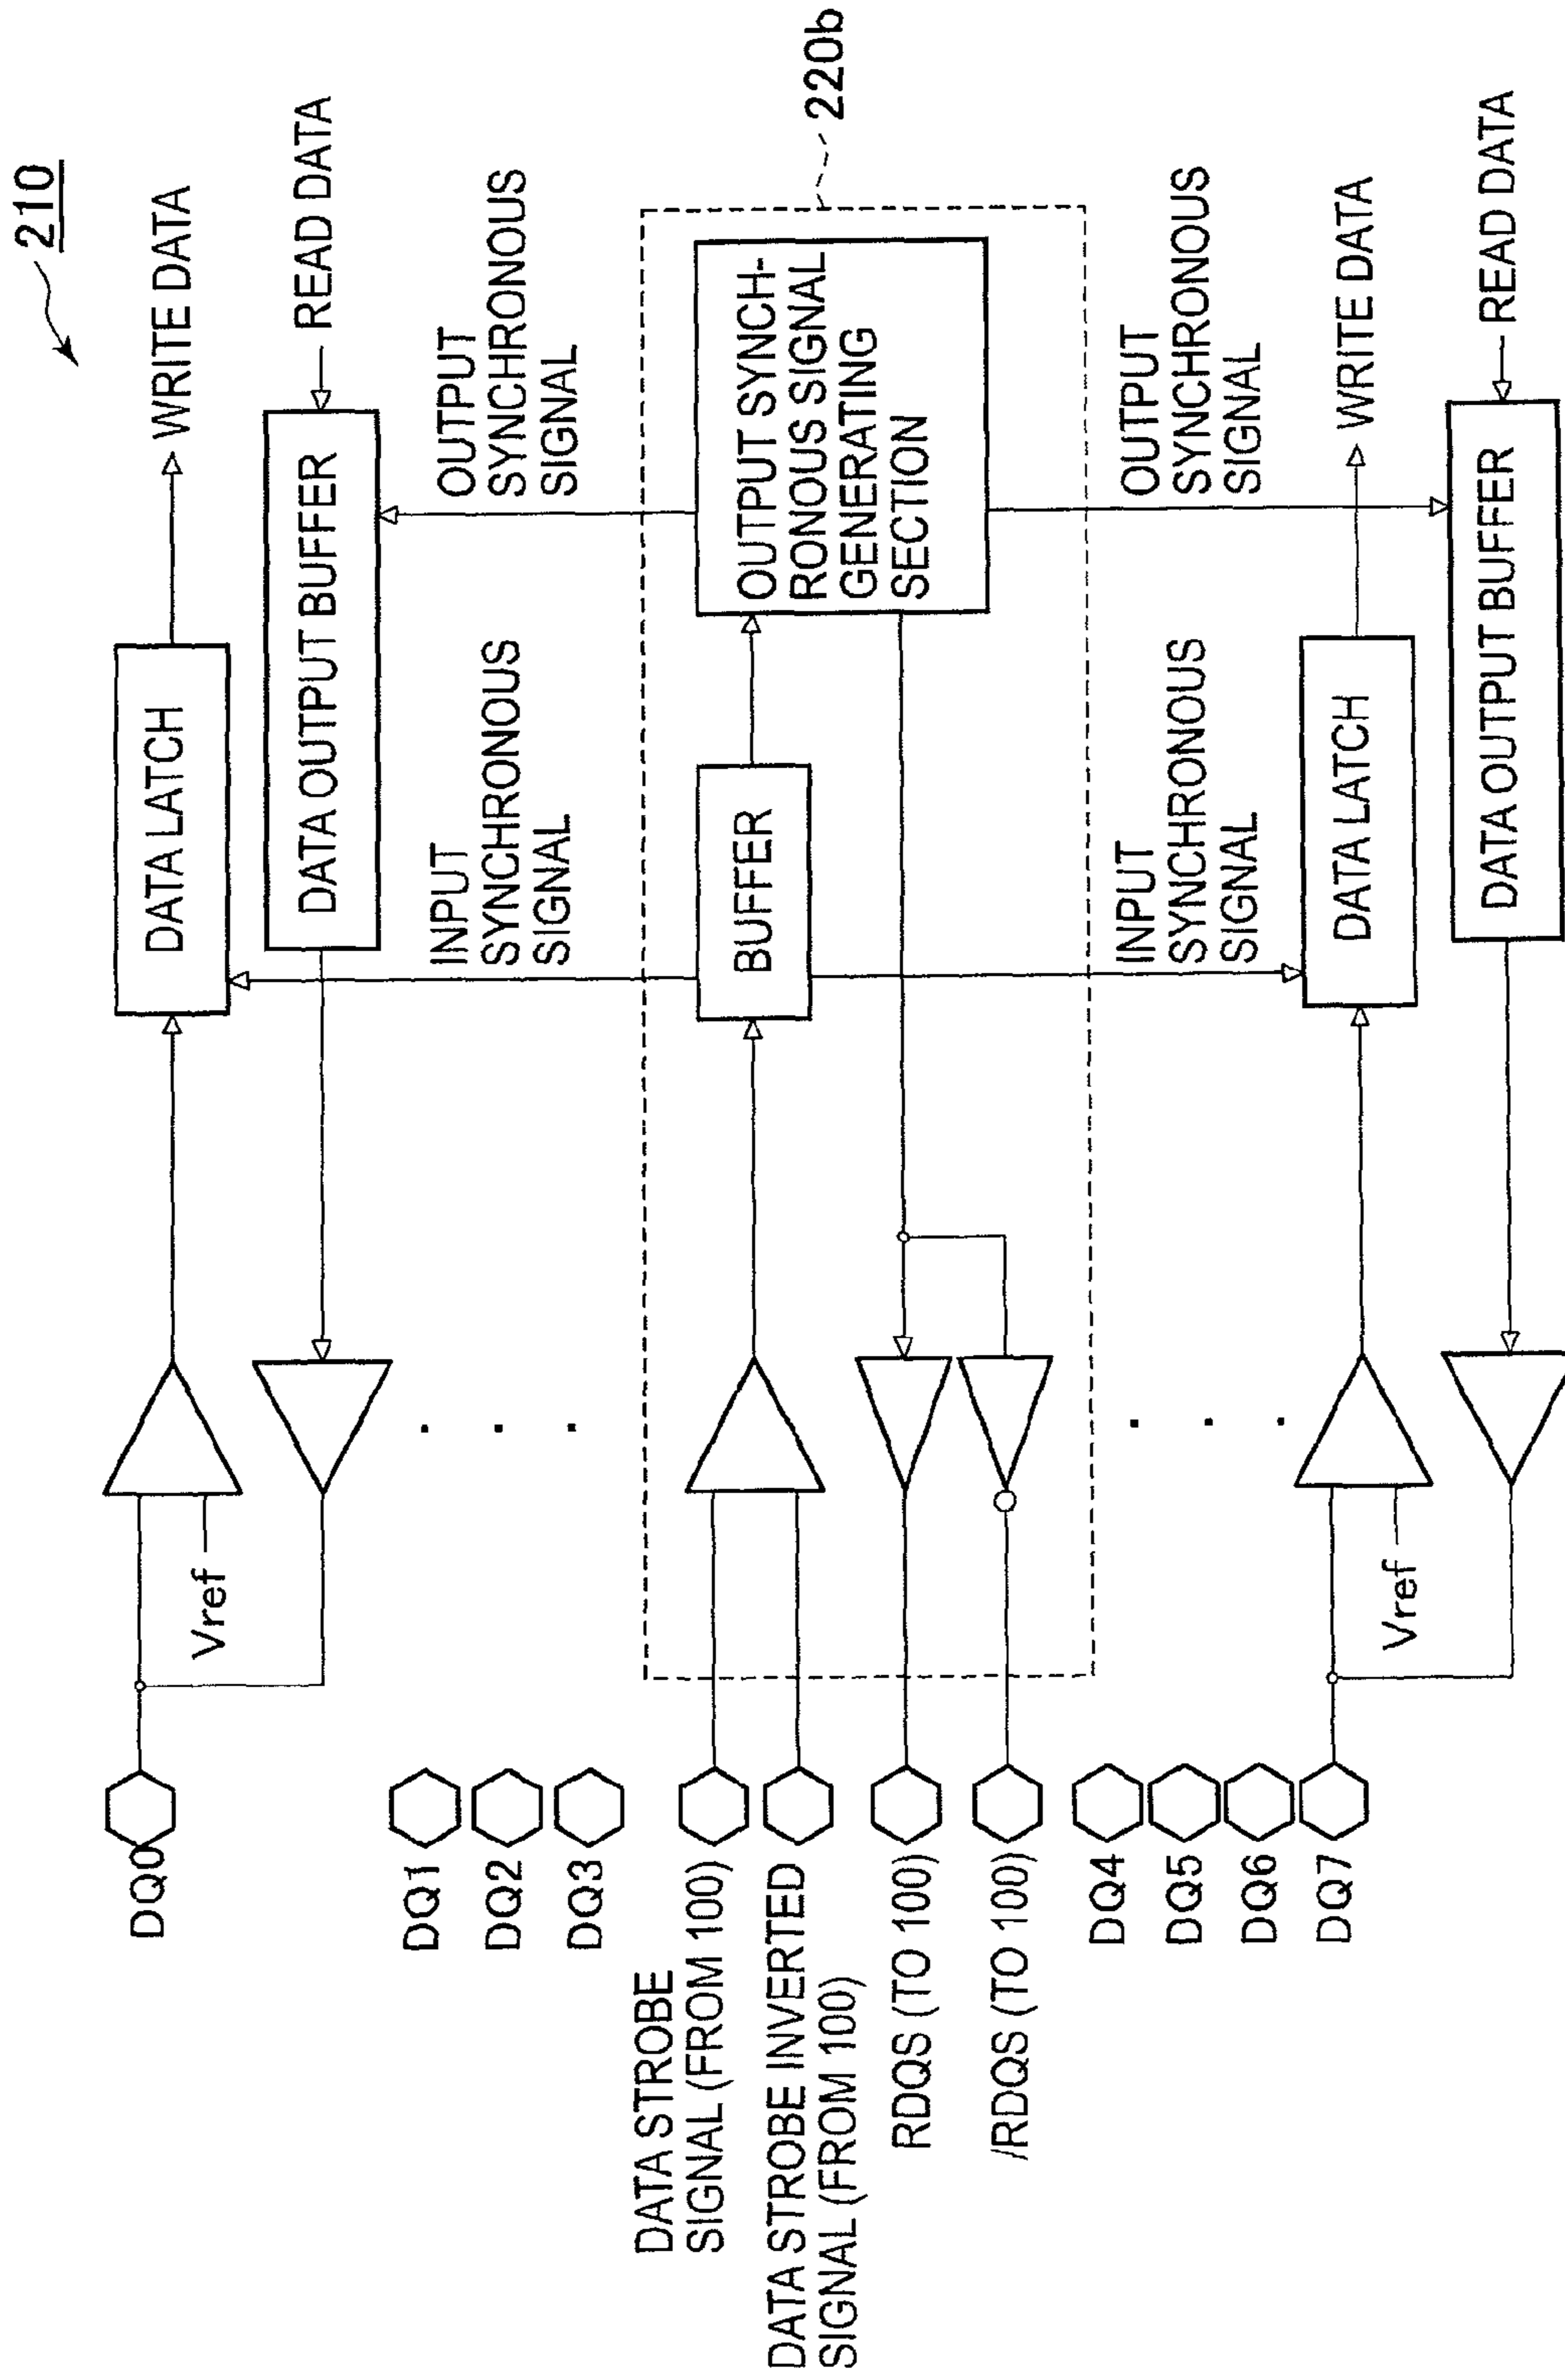 210
DQ0
Vref
DATA LATCH
WRITE DATA
DATA OUTPUT BUFFER
READ DATA
DQ1
DQ2
DQ3
INPUT
SYNCHRONOUS
SIGNAL
OUTPUT
SYNCHRONOUS
SIGNAL
DATA STROBE
SIGNAL (FROM 100)
DATA STROBE INVERTED
SIGNAL (FROM 100)
BUFFER
OUTPUT SYNCH-
RONOUS SIGNAL
GENERATING
SECTION
220b
RDQS (TO 100)
/RDQS (TO 100)
DQ4
DQ5
DQ6
DQ7
INPUT
SYNCHRONOUS
SIGNAL
OUTPUT
SYNCHRONOUS
SIGNAL
Vref
DATA LATCH
WRITE DATA
DATA OUTPUT BUFFER
READ DATA